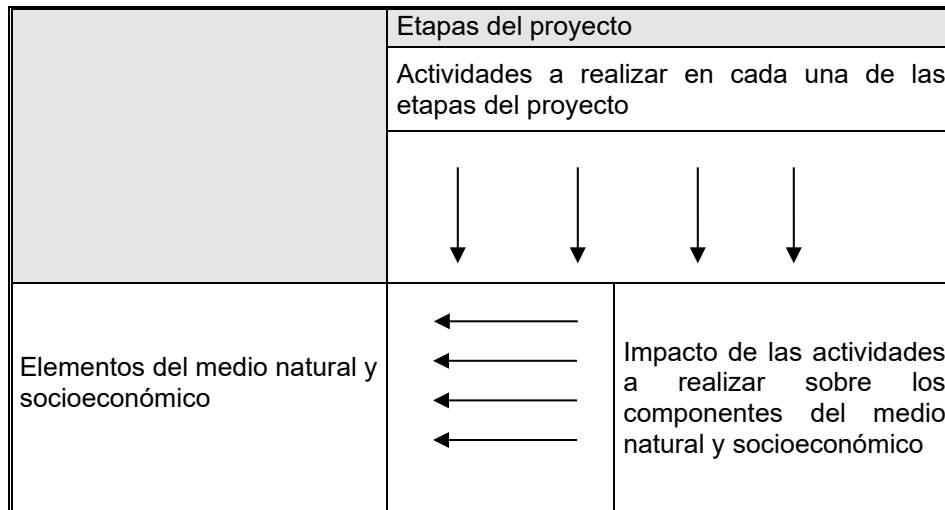 Etapas del proyecto
Actividades a realizar en cada una de las
etapas del proyecto
Elementos del medio natural y
socioeconómico
Impacto de las actividades
a realizar sobre los
componentes del medio
natural y socioeconómico